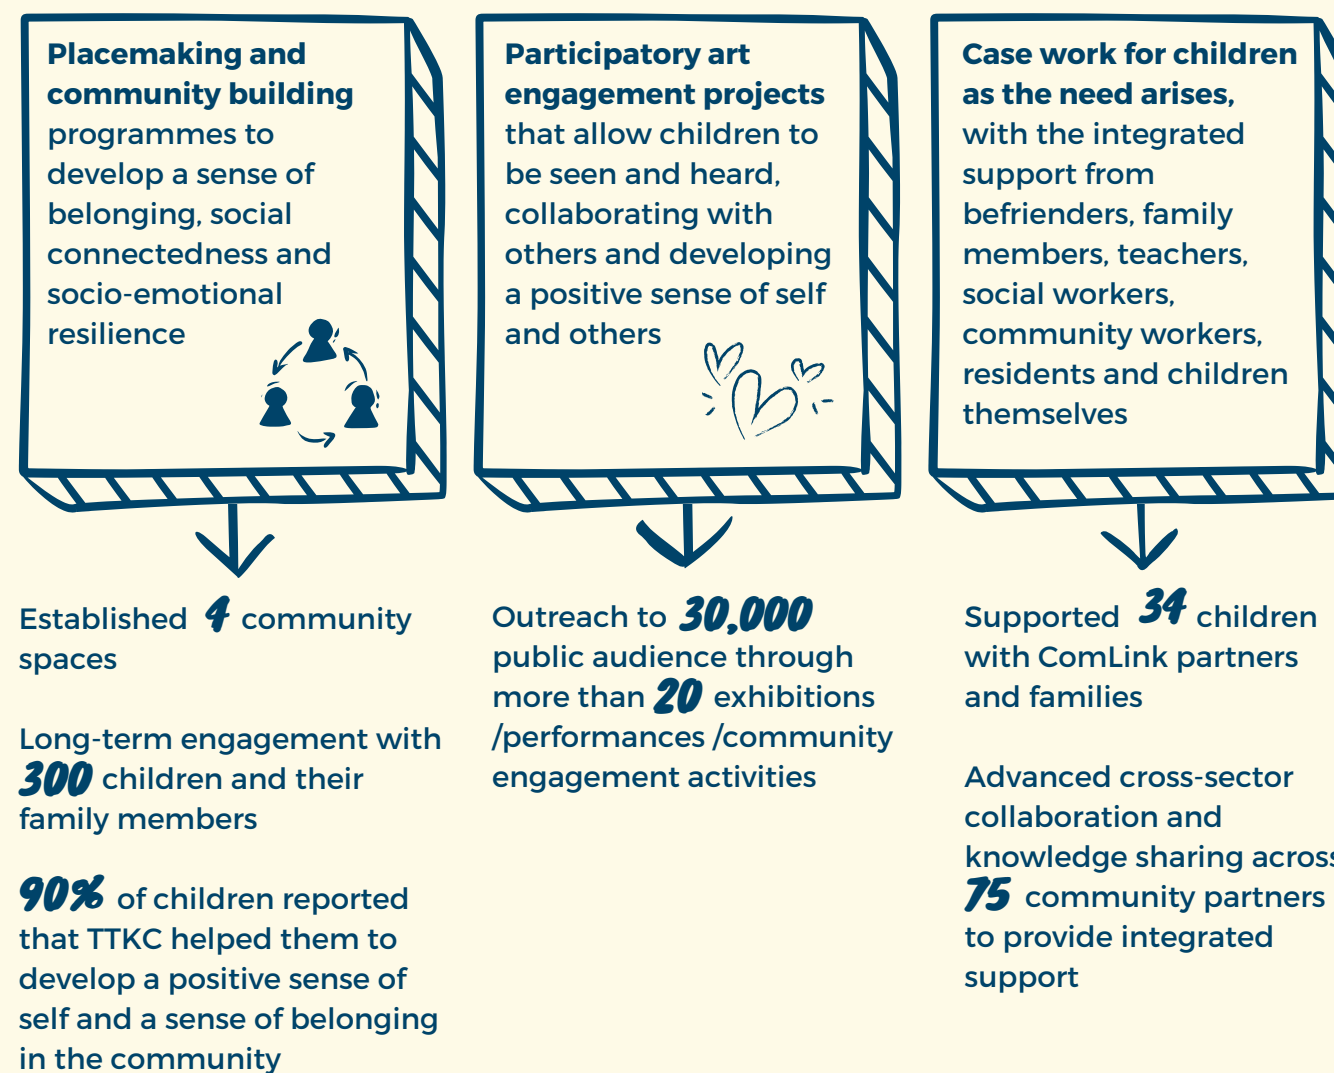 Placemaking and
community building
programmes to
develop a sense of
belonging, social
connectedness and
socio-emotional
resilience
Established 4 community
spaces
Long-term engagement with
300 children and their
family members
90% of children reported
that TTKC helped them to
develop a positive sense of
self and a sense of belonging
in the community
Participatory art
engagement projects
that allow children to
be seen and heard,
collaborating with
others and developing
a positive sense of self
and others
Outreach to 30,000
public audience through
more than 20 exhibitions
/performances /community
engagement activities
Case work for children
as the need arises,
with the integrated
support from
befrienders, family
members, teachers,
social workers,
community workers,
residents and children
themselves
Supported 34 children
with ComLink partners
and families
Advanced cross-sector
collaboration and
knowledge sharing across
75 community partners
to provide integrated
support